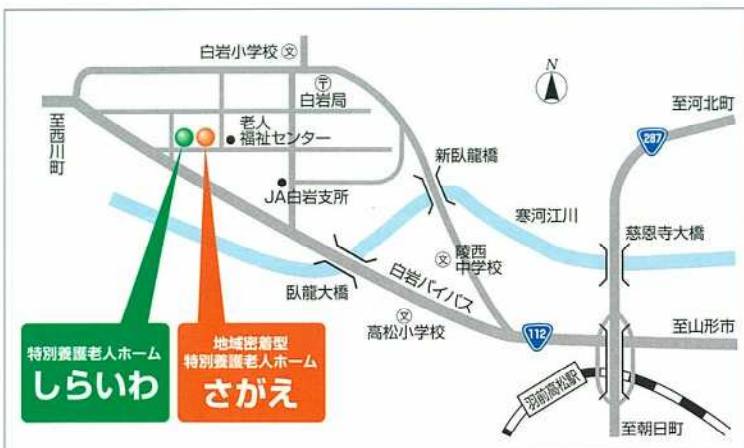 白岩小学校 文
〒
白岩局
N
至河北町
287
至西川町
老人
福祉センター
新臥龍橋
JA白岩支所
寒河江川
慈恩寺大橋
文 陵西
中学校
白岩バイパス
臥龍大橋
文
高松小学校
112
至山形市
特別養護老人ホーム
しらいわ
地域密着型
特別養護老人ホーム
さがえ
羽前高松駅
至朝日町